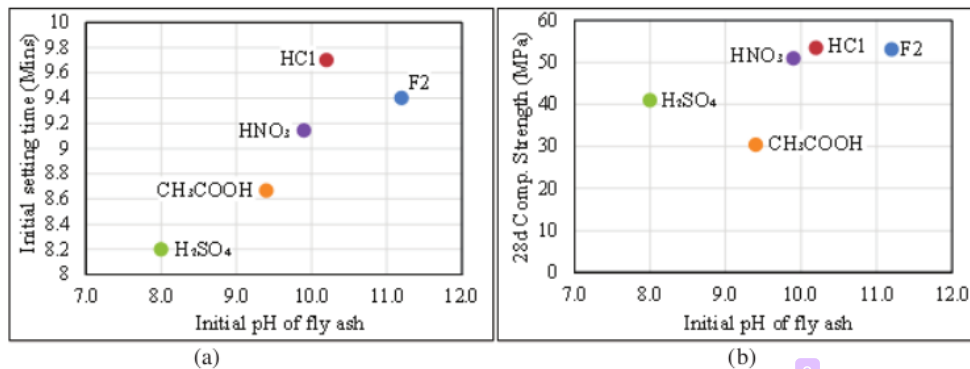 Initial setting time (Mins)
10
9.8
9.6
9.4
9.2
9
8.8
8.6
8.4
8.2
8
HC1
F2
HNO₃
CH₃COOH
H₂SO₄
7.0 8.0 9.0 10.0 11.0 12.0
Initial pH of fly ash
(a)
28d Comp. Strength (MPa)
60
50
40
30
20
10
0
HC1
HNO₃
F2
H₂SO₄
CH₃COOH
7.0 8.0 9.0 10.0 11.0 12.0
Initial pH of fly ash
(b)